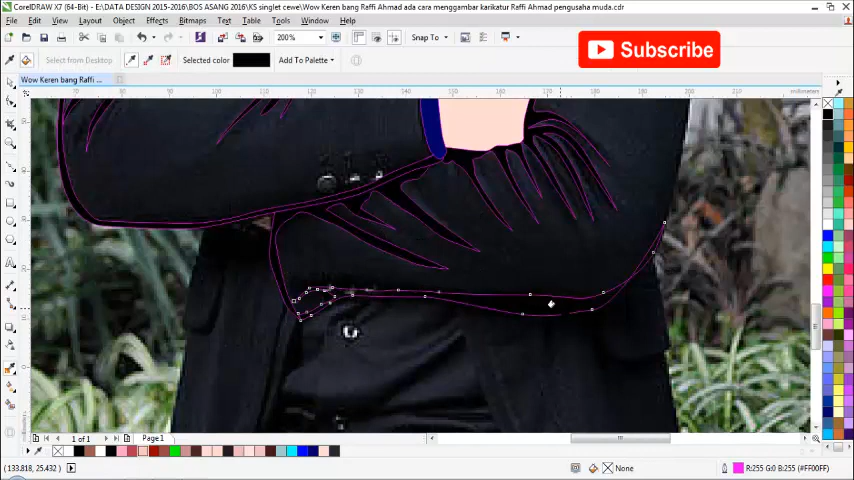 CorelDRAW X7 (64-Bit) - E:\DATA DESIGN 2015-2016\BOS ASANG 2016\KS singlet cewe\Wow Keren bang Raffi Ahmad ada cara menggambar karikatur Raffi Ahmad pengusaha muda.cdr
File Edit View Layout Object Effects Bitmaps Text Table Tools Window Help
200% Snap To
Subscribe
Select from Desktop Selected color Add To Palette
Wow Keren bang Raffi ...
millimeters
1 of 1 Page 1
(133.818, 25.432) None R:255 G:0 B:255 (#FF00FF)